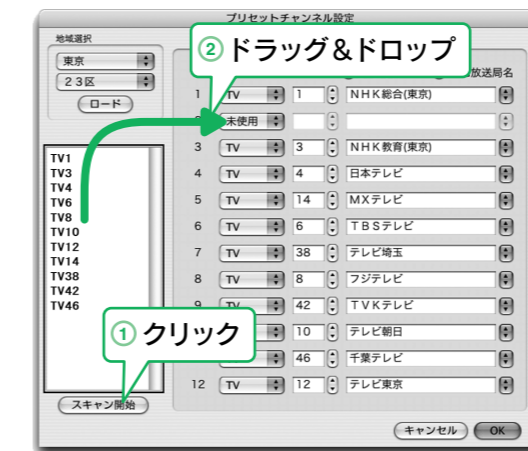 プリセットチャンネル設定
地域選択
東京
23区
ロード
② ドラッグ&ドロップ
放送局名
1 TV 1 NHK総合(東京)
未使用
3 TV 3 NHK教育(東京)
4 TV 4 日本テレビ
5 TV 14 MXテレビ
6 TV 6 TBSテレビ
7 TV 38 テレビ埼玉
8 TV 8 フジテレビ
9 TV 42 TVKテレビ
10 テレビ朝日
46 千葉テレビ
12 TV 12 テレビ東京
TV1
TV3
TV4
TV6
TV8
TV10
TV12
TV14
TV38
TV42
TV46
① クリック
スキャン開始
キャンセル
OK